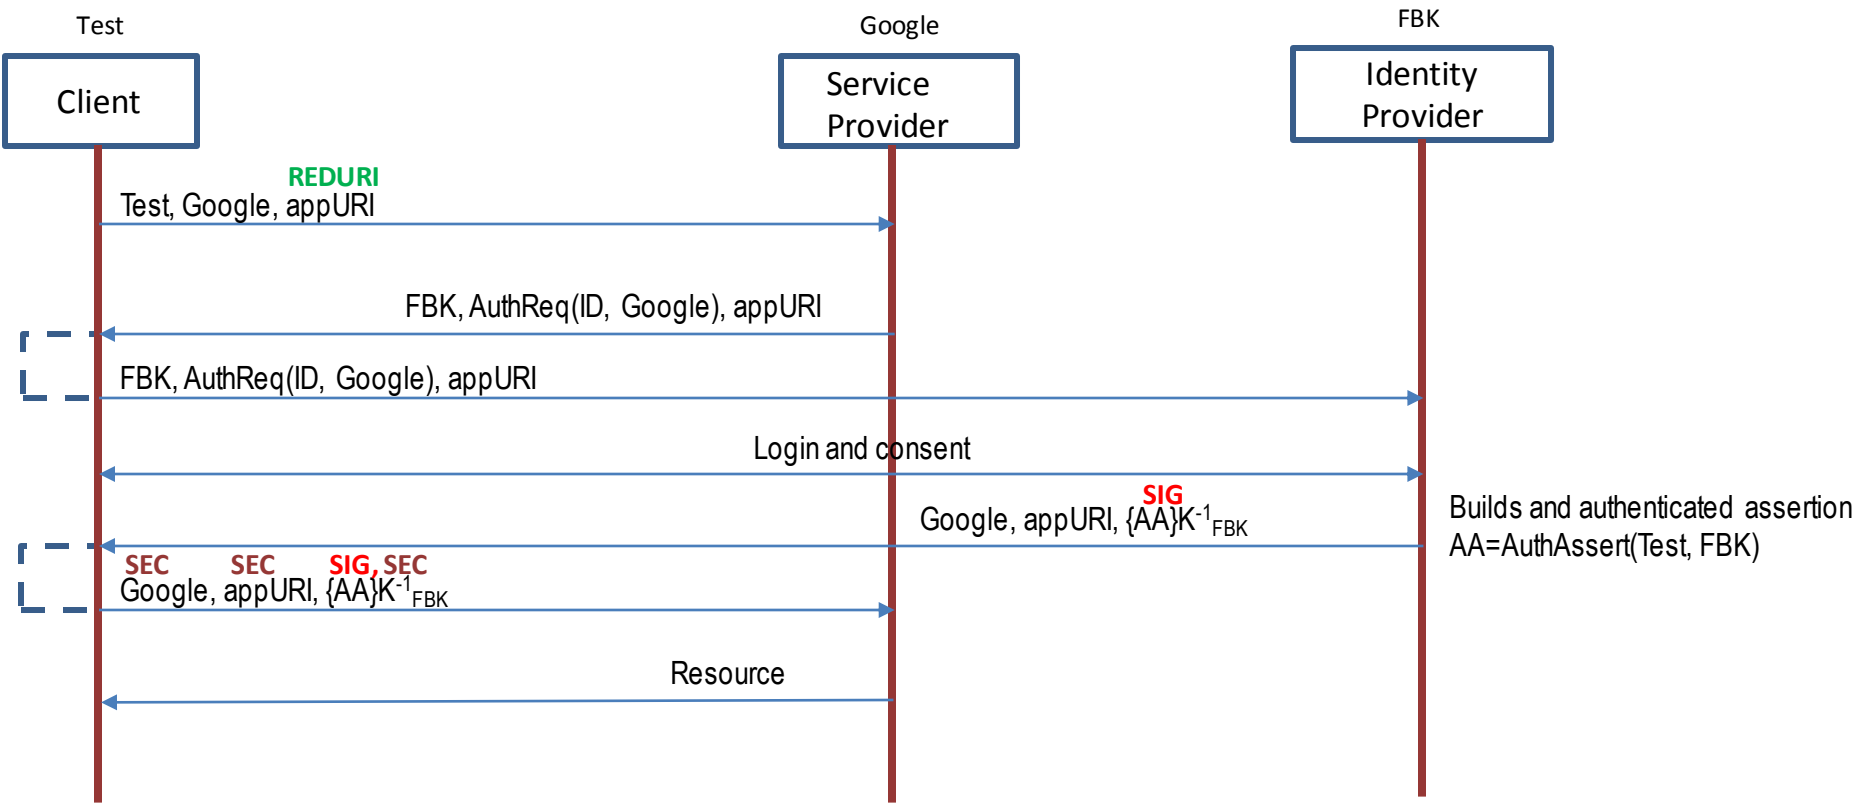 Test
Google
FBK
Client
Service
Provider
Identity
Provider
REDURI
Test, Google, appURI
FBK, AuthReq(ID, Google), appURI
FBK, AuthReq(ID, Google), appURI
Login and consent
SIG
Google, appURI, {AA}K⁻¹FBK
Builds and authenticated assertion
AA=AuthAssert(Test, FBK)
SEC SEC SIG, SEC
Google, appURI, {AA}K⁻¹FBK
Resource